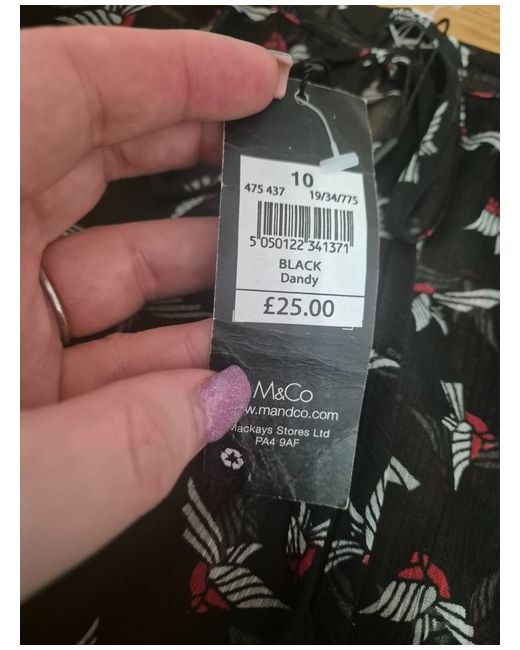 10
475 437 19/34/775
5 050122 341371
BLACK
Dandy
£25.00
M&Co
www.mandco.com
Mackays Stores Ltd
PA4 9AF